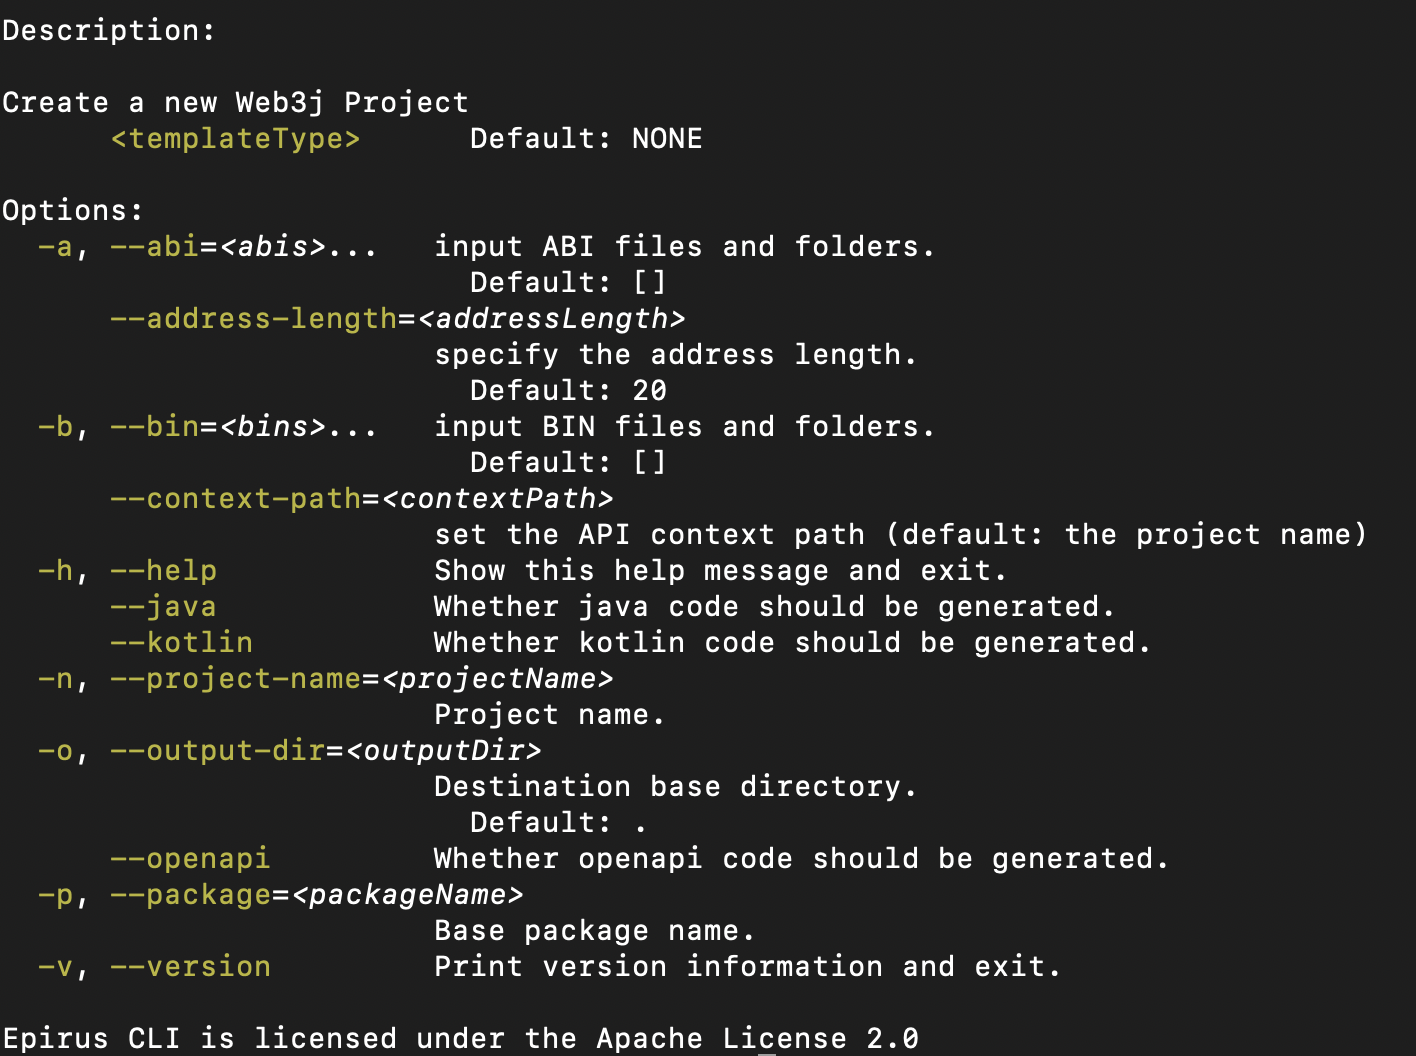 Description:
Create a new Web3j Project
<templateType> Default: NONE
Options:
-a, --abi=<abis>... input ABI files and folders.
Default: []
--address-length=<addressLength>
specify the address length.
Default: 20
-b, --bin=<bins>... input BIN files and folders.
Default: []
--context-path=<contextPath>
set the API context path (default: the project name)
-h, --help Show this help message and exit.
--java Whether java code should be generated.
--kotlin Whether kotlin code should be generated.
-n, --project-name=<projectName>
Project name.
-o, --output-dir=<outputDir>
Destination base directory.
Default: .
--openapi Whether openapi code should be generated.
-p, --package=<packageName>
Base package name.
-v, --version Print version information and exit.
Epirus CLI is licensed under the Apache License 2.0